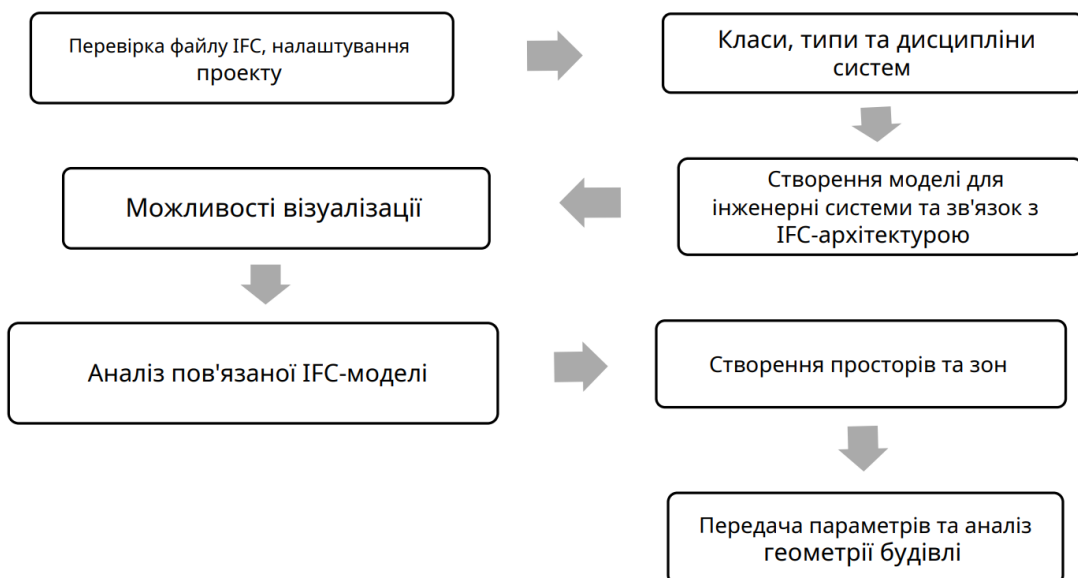 Перевірка файлу IFC, налаштування
проекту
Класи, типи та дисципліни
систем
Створення моделі для
інженерні системи та зв'язок з
IFC-архітектурою
Можливості візуалізації
Аналіз пов'язаної IFC-моделі
Створення просторів та зон
Передача параметрів та аналіз
геометрії будівлі